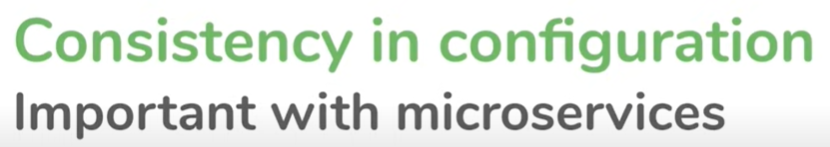 Consistency in configuration
Important with microservices